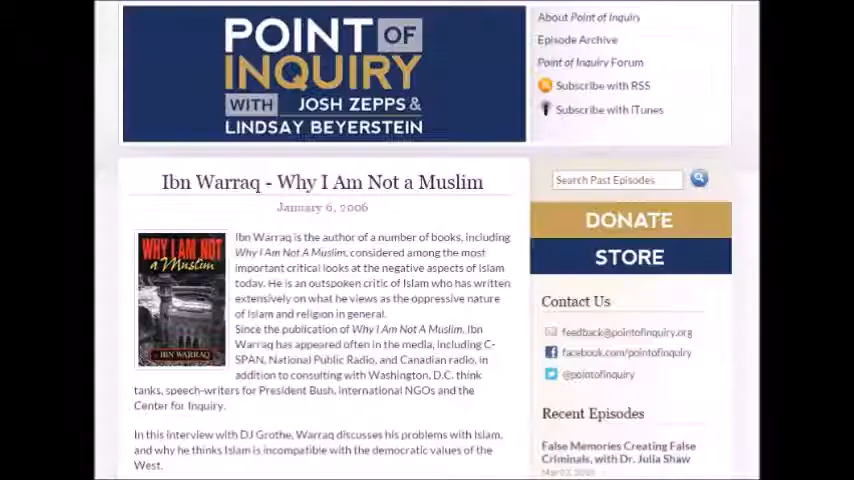 POINT OF
INQUIRY
WITH JOSH ZEPPS &
LINDSAY BEYERSTEIN
About Point of Inquiry
Episode Archive
Point of Inquiry Forum
Subscribe with RSS
Subscribe with iTunes
Ibn Warraq - Why I Am Not a Muslim
January 6, 2006
WHY I AM NOT
a Muslim
IBN WARRAQ
Ibn Warraq is the author of a number of books, including
Why I Am Not A Muslim, considered among the most
important critical looks at the negative aspects of Islam
today. He is an outspoken critic of Islam who has written
extensively on what he views as the oppressive nature
of Islam and religion in general.
Since the publication of Why I Am Not A Muslim, Ibn
Warraq has appeared often in the media, including C-
SPAN, National Public Radio, and Canadian radio, in
addition to consulting with Washington, D.C. think
tanks, speech-writers for President Bush, international NGOs and the
Center for Inquiry.
In this interview with DJ Grothe, Warraq discusses his problems with Islam,
and why he thinks Islam is incompatible with the democratic values of the
West.
Search Past Episodes
DONATE
STORE
Contact Us
feedback@pointofinquiry.org
facebook.com/pointofinquiry
@pointofinquiry
Recent Episodes
False Memories Creating False
Criminals, with Dr. Julia Shaw